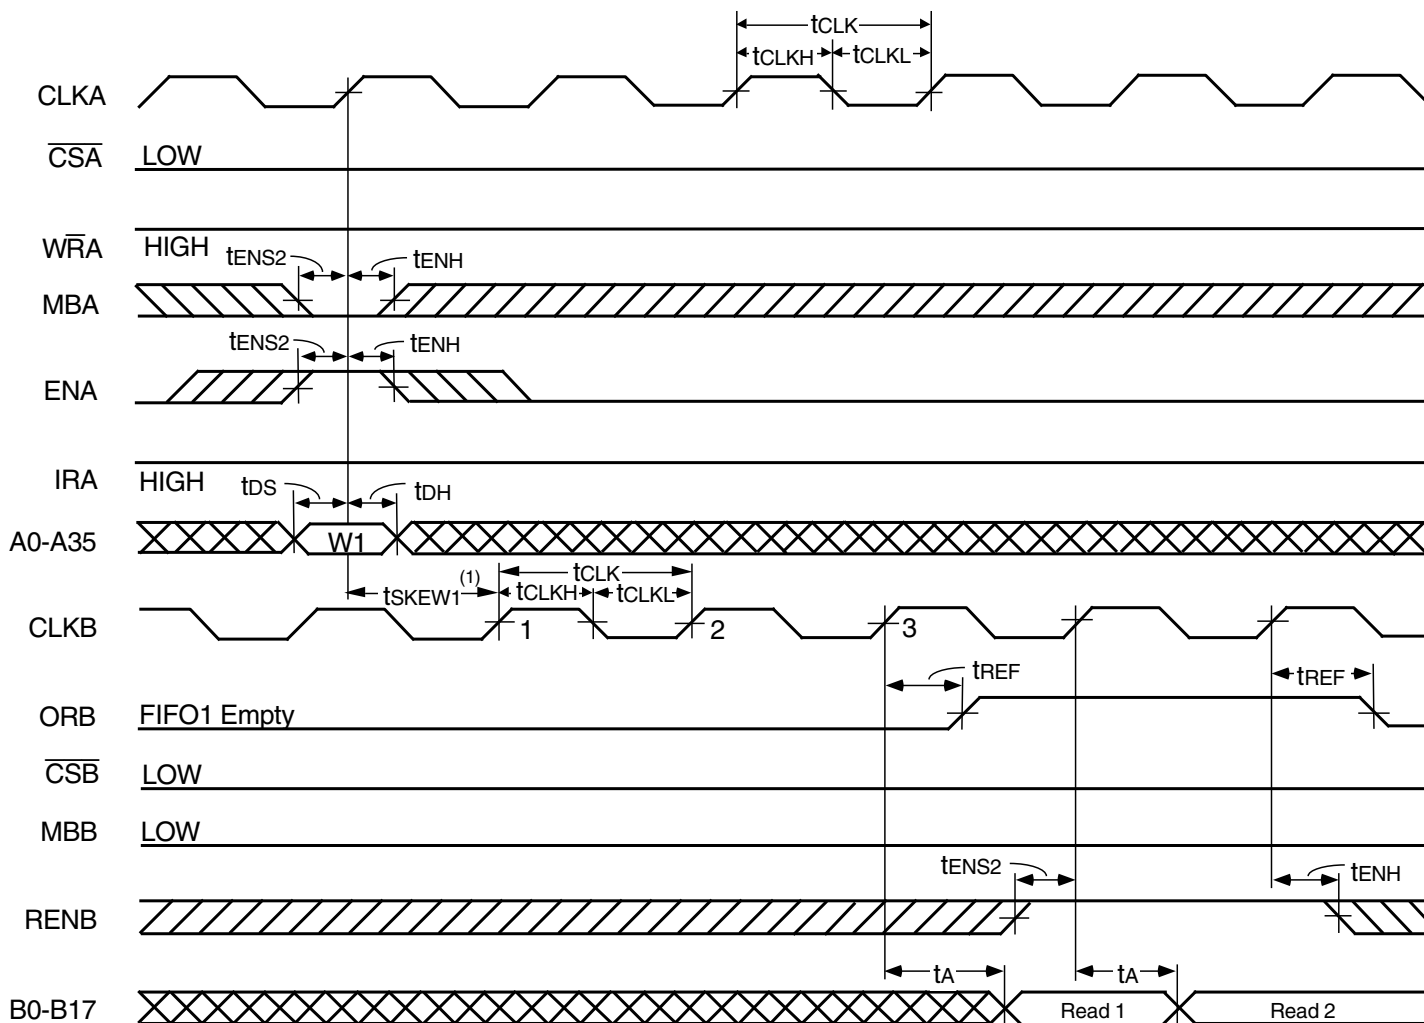 tCLK
tCLKH tCLKL
CLKA
CSA LOW
WRA HIGH
tENS2 tENH
MBA
tENS2 tENH
ENA
IRA HIGH
tDS tDH
A0-A35 W1
tSKEW1 (1) tCLK
tCLKH tCLKL
CLKB 1 2 3
tREF tREF
ORB FIFO1 Empty
CSB LOW
MBB LOW
tENS2 tENH
RENB
tA tA
B0-B17 Read 1 Read 2